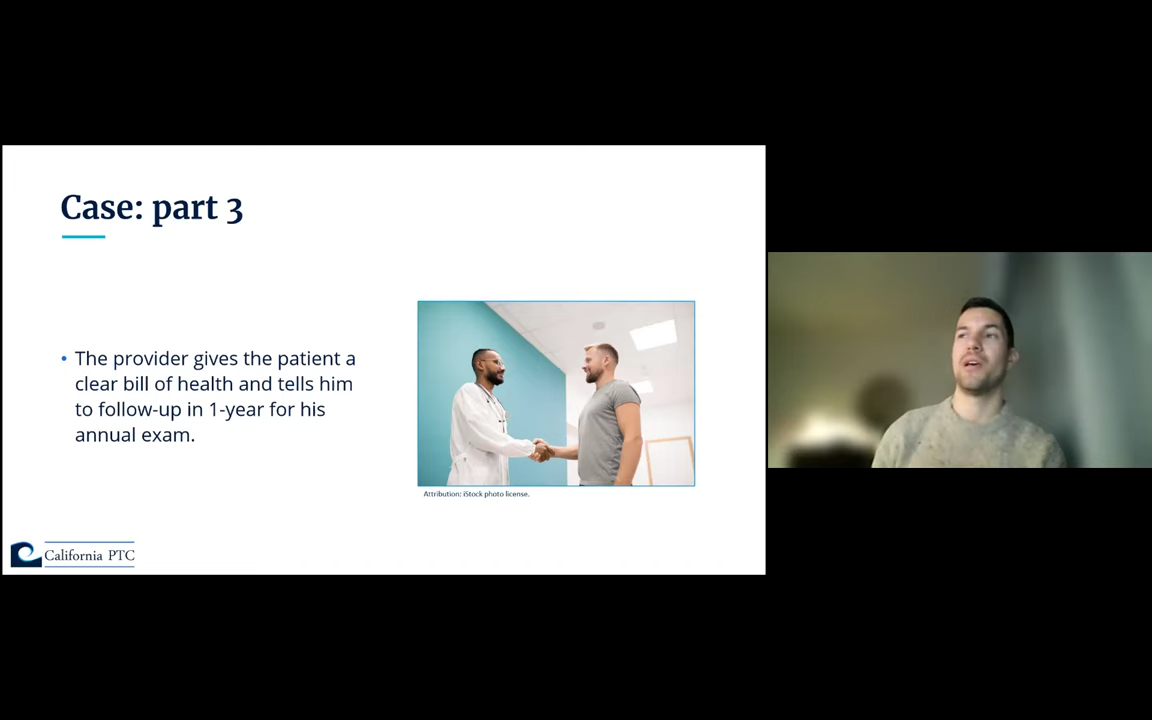 Case: part 3
• The provider gives the patient a
clear bill of health and tells him
to follow-up in 1-year for his
annual exam.
Attribution: iStock photo license.
California PTC